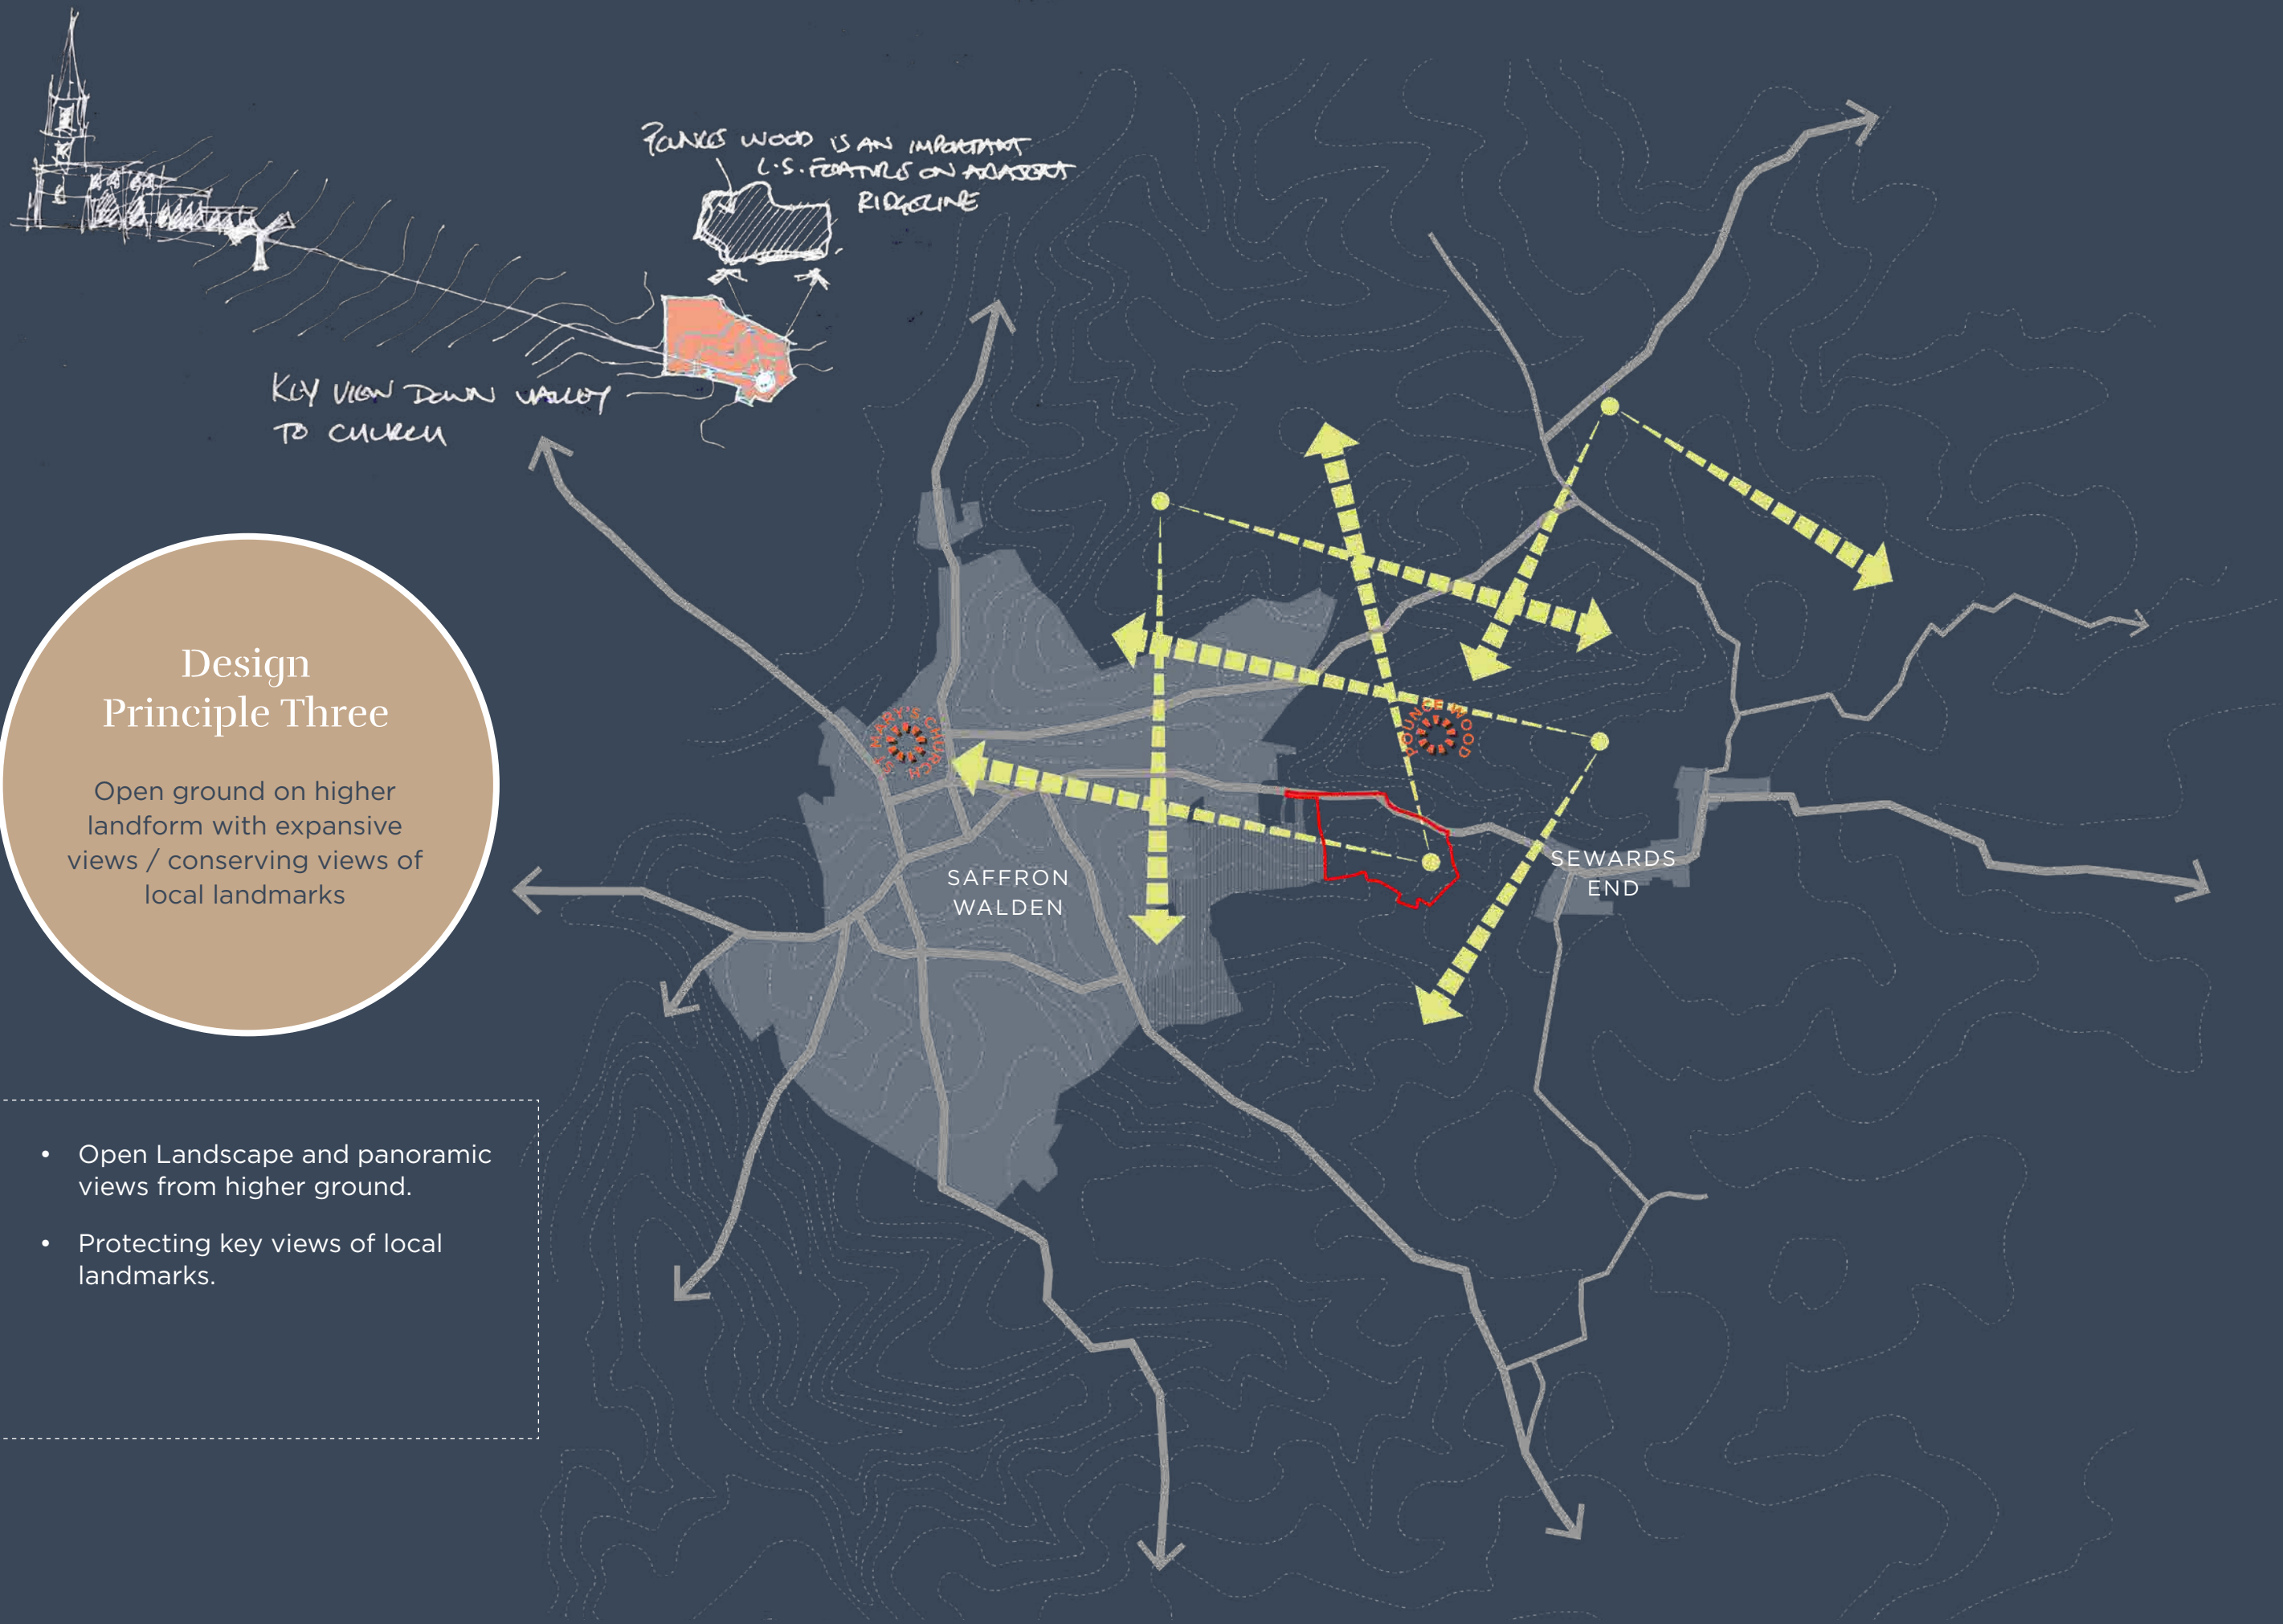 POUNCE WOOD IS AN IMPORTANT
L.S. FEATURE ON ADJACENT
RIDGELINE
KEY VIEW DOWN VALLEY
TO CHURCH
Design
Principle Three
Open ground on higher
landform with expansive
views / conserving views of
local landmarks
ST MARY'S CHURCH
POUNCE WOOD
SAFFRON
WALDEN
SEWARDS
END
• Open Landscape and panoramic
views from higher ground.
• Protecting key views of local
landmarks.